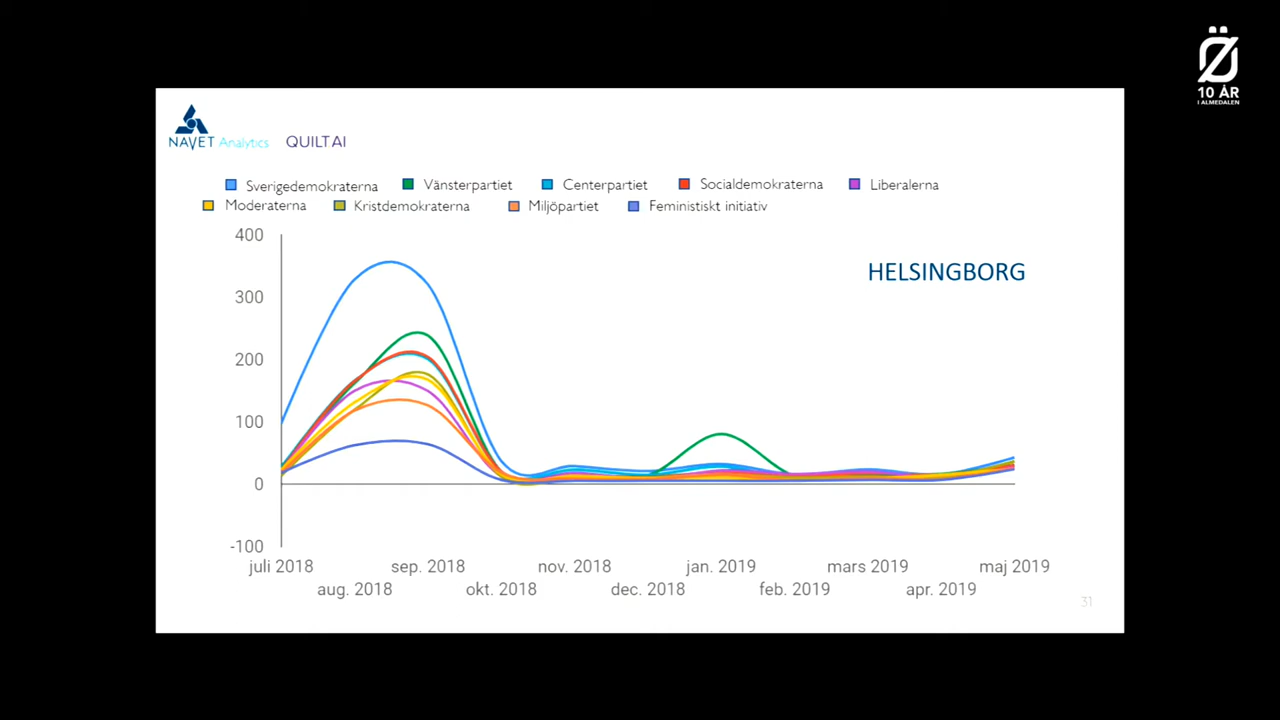 10 ÅR
I ALMEDALEN
NAVET Analytics QUILT.AI
Sverigedemokraterna Vänsterpartiet Centerpartiet Socialdemokraterna Liberalerna
Moderaterna Kristdemokraterna Miljöpartiet Feministiskt initiativ
HELSINGBORG
400
300
200
100
0
-100
juli 2018 sep. 2018 nov. 2018 jan. 2019 mars 2019 maj 2019
aug. 2018 okt. 2018 dec. 2018 feb. 2019 apr. 2019
31